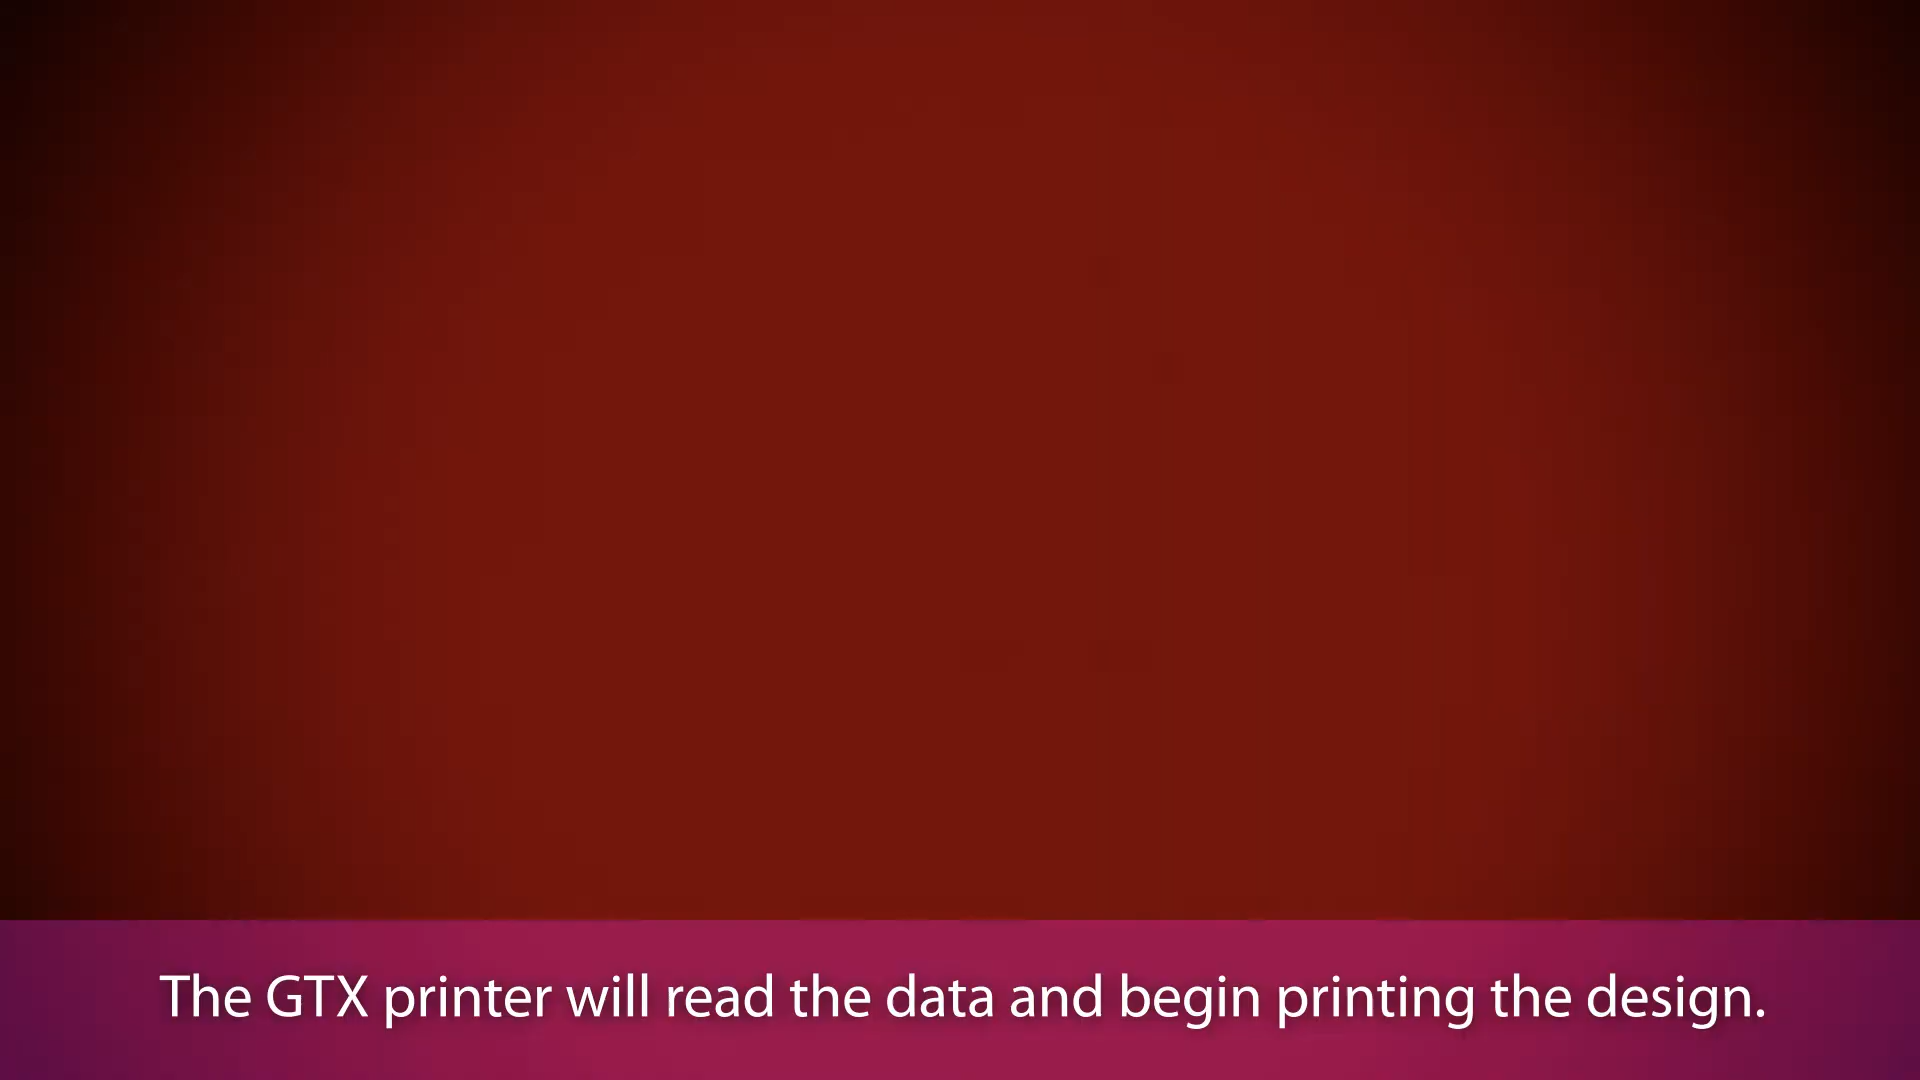 The GTX printer will read the data and begin printing the design.